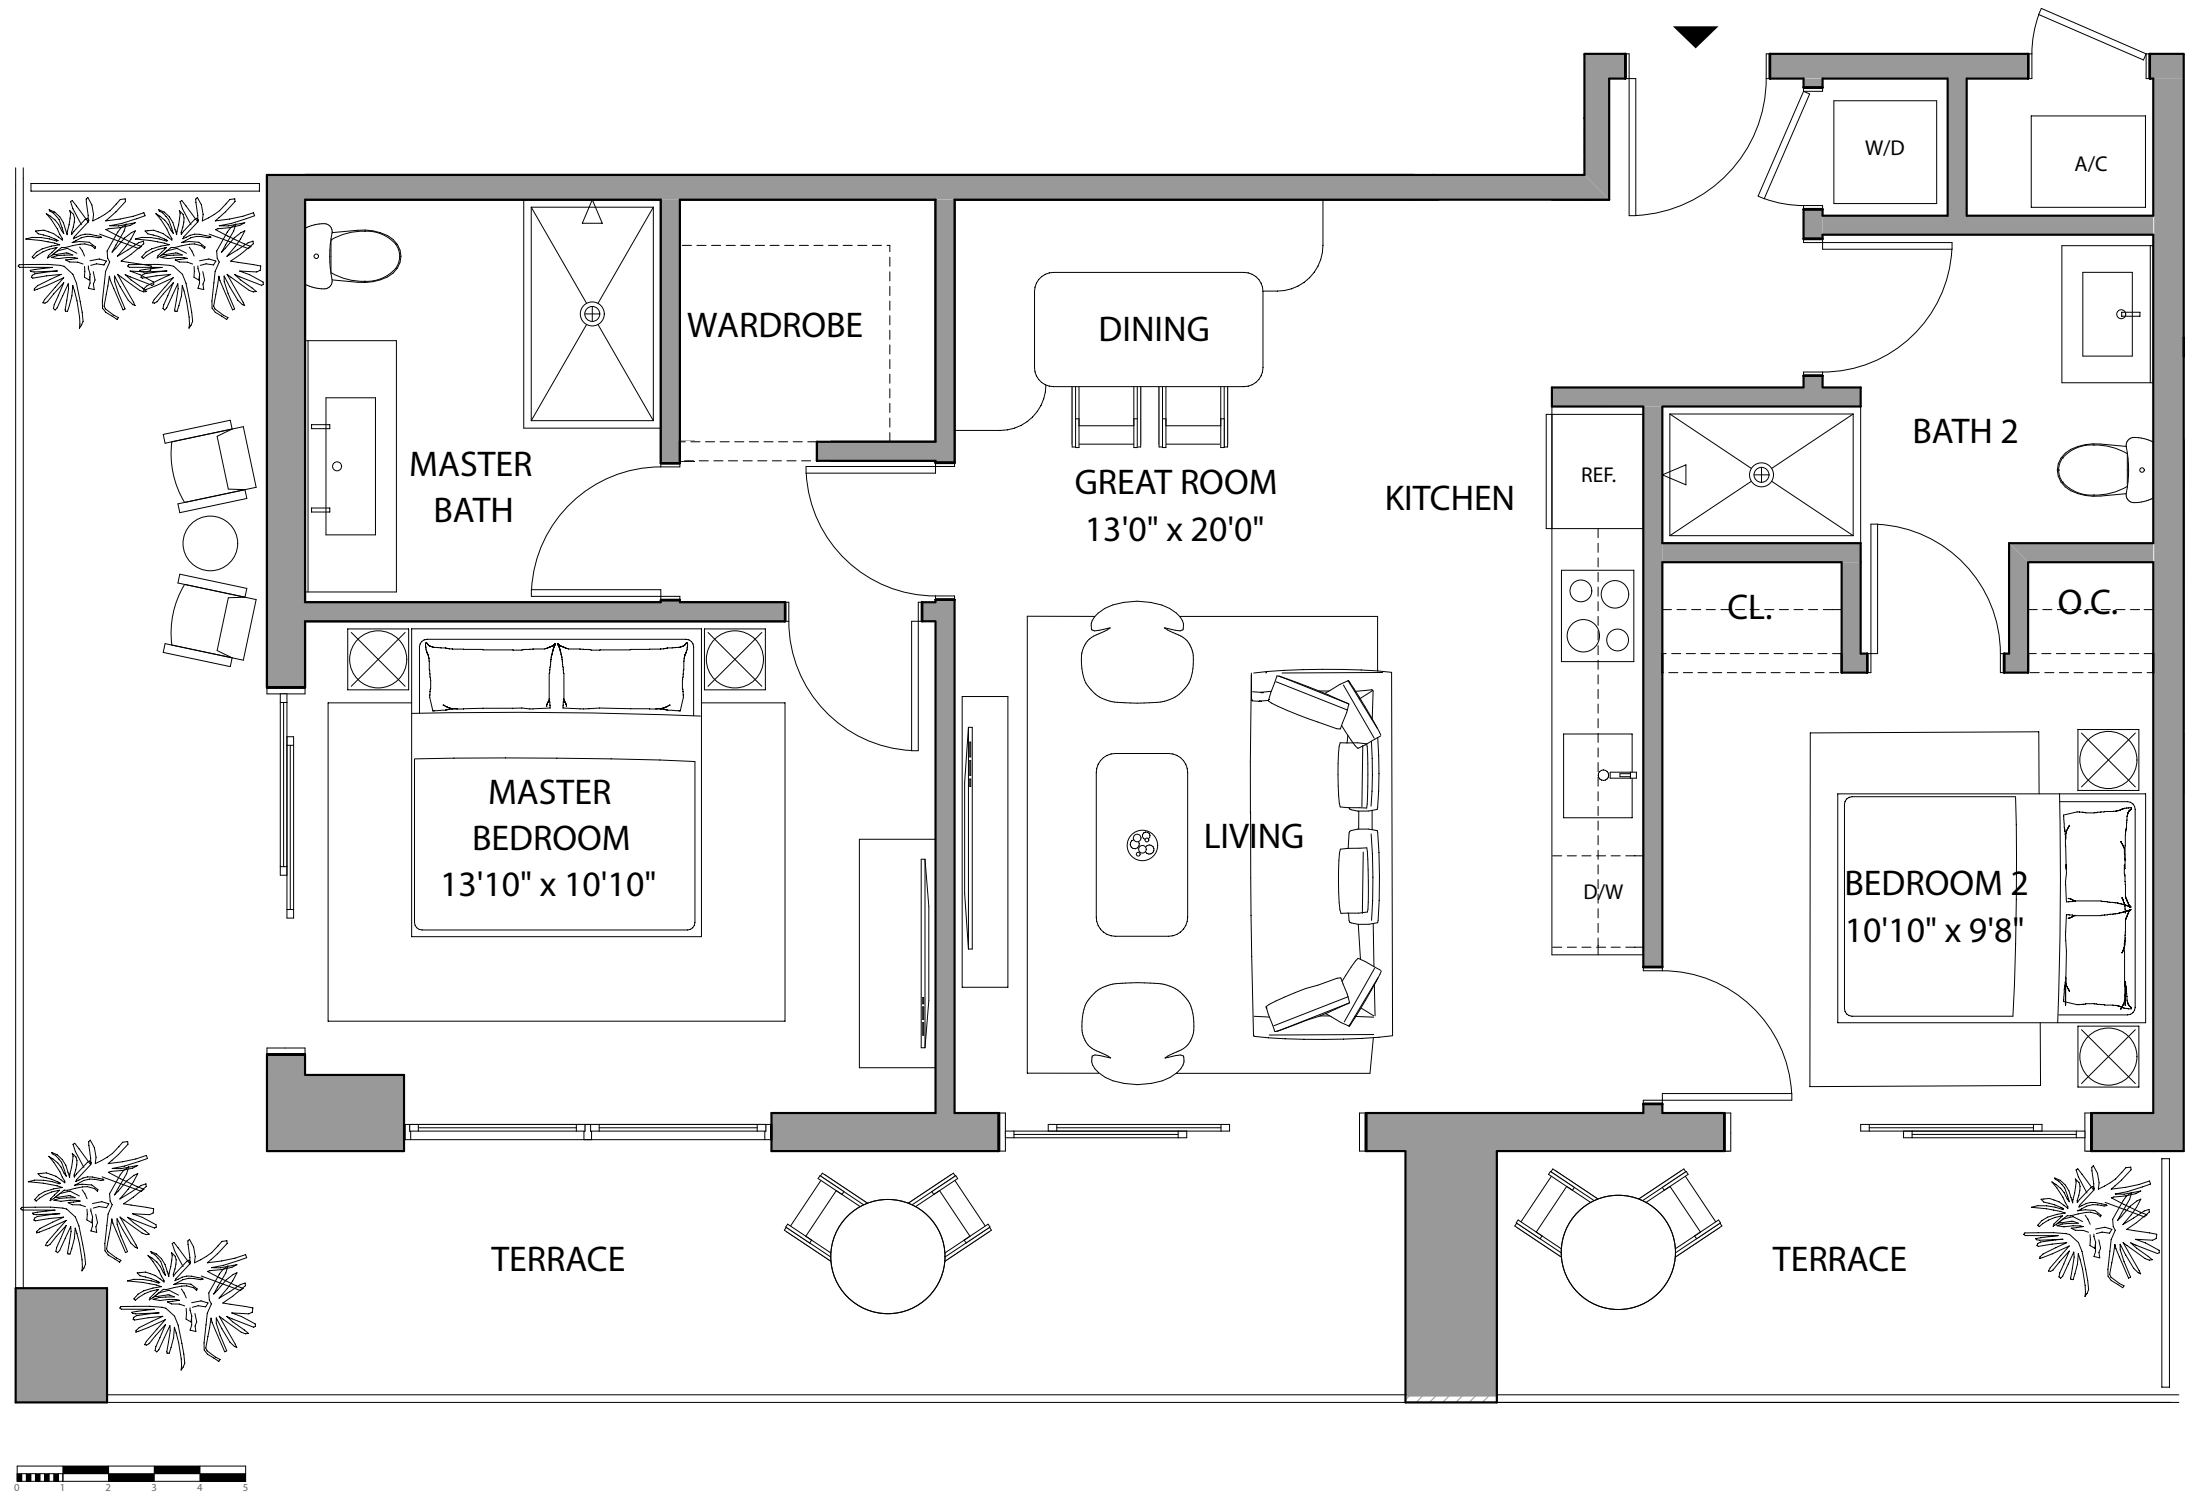 W/D
A/C
WARDROBE
DINING
MASTER
BATH
GREAT ROOM
13'0" x 20'0"
KITCHEN
REF.
BATH 2
CL.
O.C.
MASTER
BEDROOM
13'10" x 10'10"
LIVING
D/W
BEDROOM 2
10'10" x 9'8"
TERRACE
TERRACE
0 1 2 3 4 5